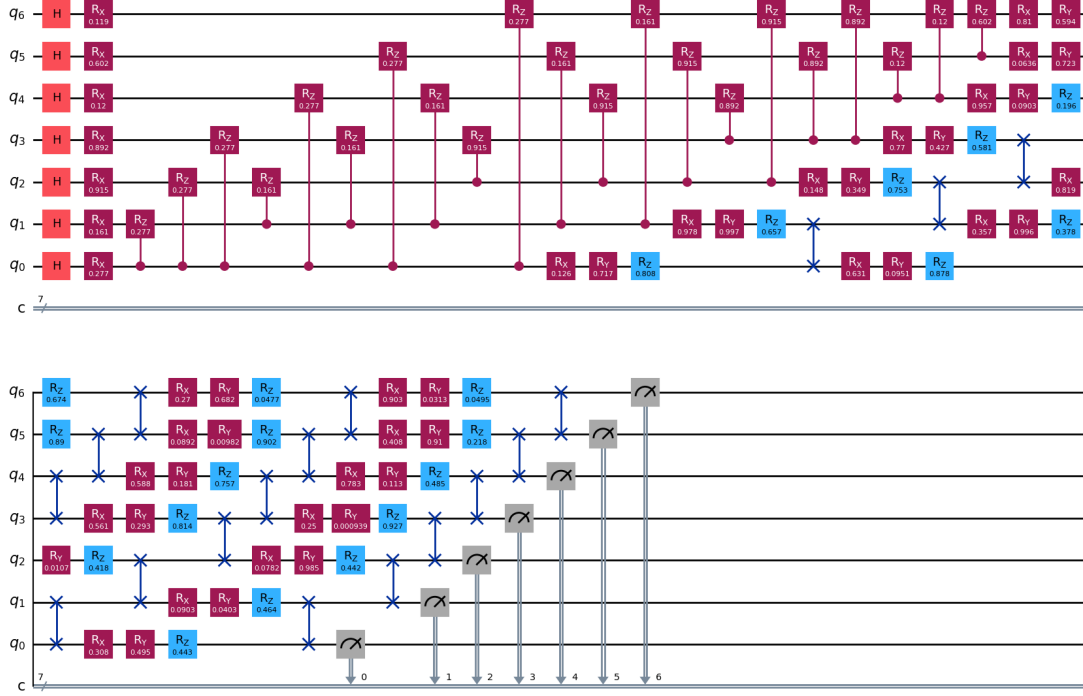 q6 H RX 0.119 RZ 0.277 RZ 0.161 RZ 0.915 RZ 0.892 RZ 0.12 RZ 0.602 RX 0.81 RY 0.594
q5 H RX 0.602 RZ 0.277 RZ 0.161 RZ 0.915 RZ 0.892 RZ 0.12 RX 0.0636 RY 0.723
q4 H RX 0.12 RZ 0.277 RZ 0.161 RZ 0.915 RZ 0.892 RX 0.957 RY 0.0903 RZ 0.196
q3 H RX 0.892 RZ 0.277 RZ 0.161 RZ 0.915 RX 0.77 RY 0.427 RZ 0.581
q2 H RX 0.915 RZ 0.277 RZ 0.161 RX 0.148 RY 0.349 RZ 0.753 RX 0.819
q1 H RX 0.161 RZ 0.277 RX 0.978 RY 0.997 RZ 0.657 RX 0.357 RY 0.996 RZ 0.378
q0 H RX 0.277 RX 0.126 RY 0.717 RZ 0.808 RX 0.631 RY 0.0951 RZ 0.878
c 7
q6 RZ 0.674 RX 0.27 RY 0.682 RZ 0.0477 RX 0.903 RY 0.0313 RZ 0.0495
q5 RZ 0.89 RX 0.0892 RY 0.00982 RZ 0.902 RX 0.408 RY 0.91 RZ 0.218
q4 RX 0.588 RY 0.181 RZ 0.757 RX 0.783 RY 0.113 RZ 0.485
q3 RX 0.561 RY 0.293 RZ 0.814 RX 0.25 RY 0.000939 RZ 0.927
q2 RY 0.0107 RZ 0.418 RX 0.0782 RY 0.985 RZ 0.442
q1 RX 0.0903 RY 0.0403 RZ 0.464
q0 RX 0.308 RY 0.495 RZ 0.443
c 7 0 1 2 3 4 5 6